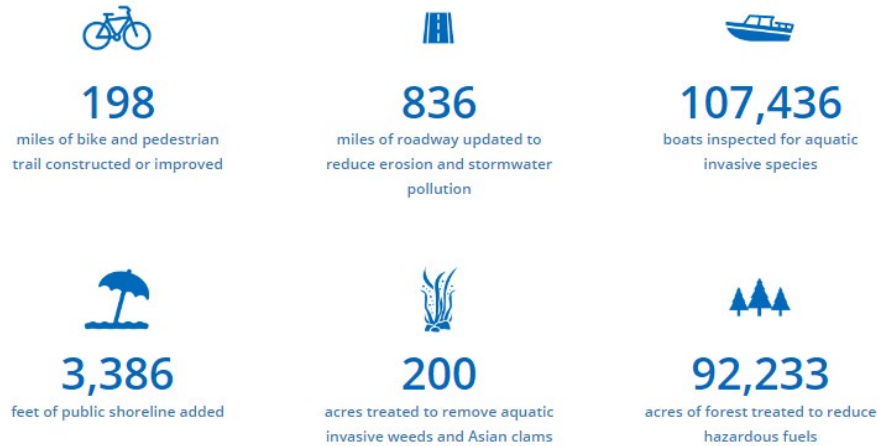 198
miles of bike and pedestrian
trail constructed or improved
836
miles of roadway updated to
reduce erosion and stormwater
pollution
107,436
boats inspected for aquatic
invasive species
3,386
feet of public shoreline added
200
acres treated to remove aquatic
invasive weeds and Asian clams
92,233
acres of forest treated to reduce
hazardous fuels